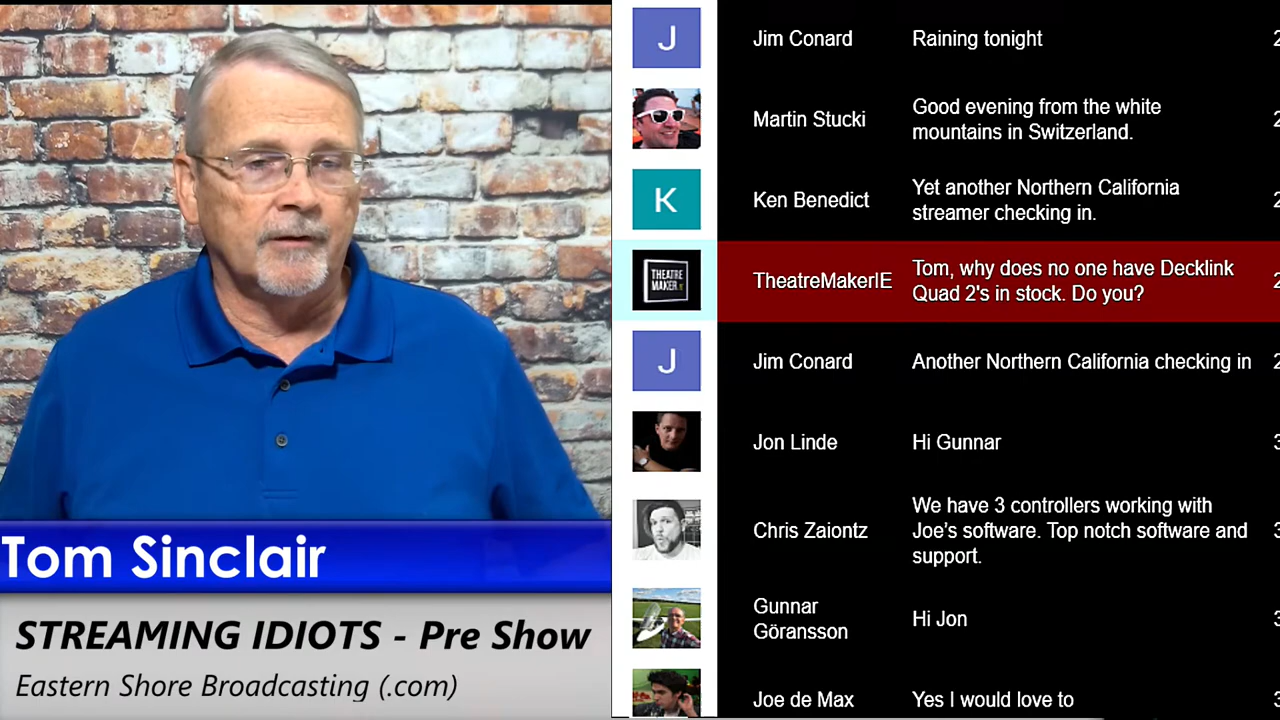 Tom Sinclair
STREAMING IDIOTS - Pre Show
Eastern Shore Broadcasting (.com)
J
Jim Conard
Raining tonight
Martin Stucki
Good evening from the white
mountains in Switzerland.
K
Ken Benedict
Yet another Northern California
streamer checking in.
THEATRE
MAKER
TheatreMakerIE
Tom, why does no one have Decklink
Quad 2's in stock. Do you?
J
Jim Conard
Another Northern California checking in
Jon Linde
Hi Gunnar
Chris Zaiontz
We have 3 controllers working with
Joe's software. Top notch software and
support.
Gunnar
Göransson
Hi Jon
Joe de Max
Yes I would love to